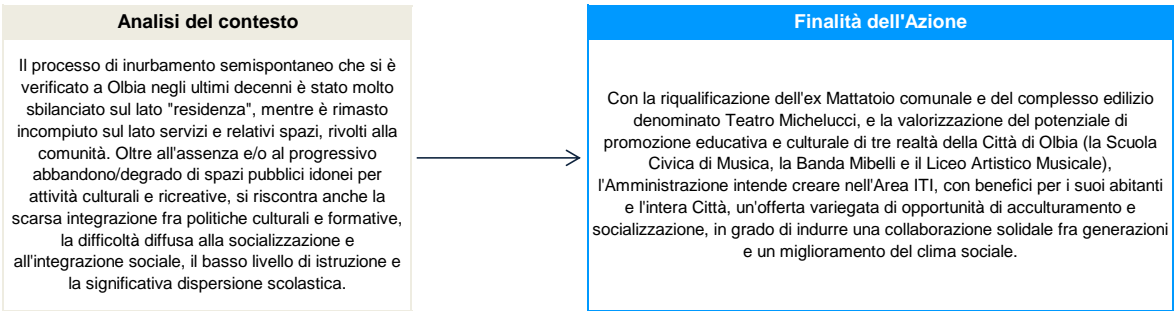 Analisi del contesto
Il processo di inurbamento semispontaneo che si è
verificato a Olbia negli ultimi decenni è stato molto
sbilanciato sul lato "residenza", mentre è rimasto
incompiuto sul lato servizi e relativi spazi, rivolti alla
comunità. Oltre all'assenza e/o al progressivo
abbandono/degrado di spazi pubblici idonei per
attività culturali e ricreative, si riscontra anche la
scarsa integrazione fra politiche culturali e formative,
la difficoltà diffusa alla socializzazione e
all'integrazione sociale, il basso livello di istruzione e
la significativa dispersione scolastica.
Finalità dell'Azione
Con la riqualificazione dell'ex Mattatoio comunale e del complesso edilizio
denominato Teatro Michelucci, e la valorizzazione del potenziale di
promozione educativa e culturale di tre realtà della Città di Olbia (la Scuola
Civica di Musica, la Banda Mibelli e il Liceo Artistico Musicale),
l'Amministrazione intende creare nell'Area ITI, con benefici per i suoi abitanti
e l'intera Città, un'offerta variegata di opportunità di acculturamento e
socializzazione, in grado di indurre una collaborazione solidale fra generazioni
e un miglioramento del clima sociale.